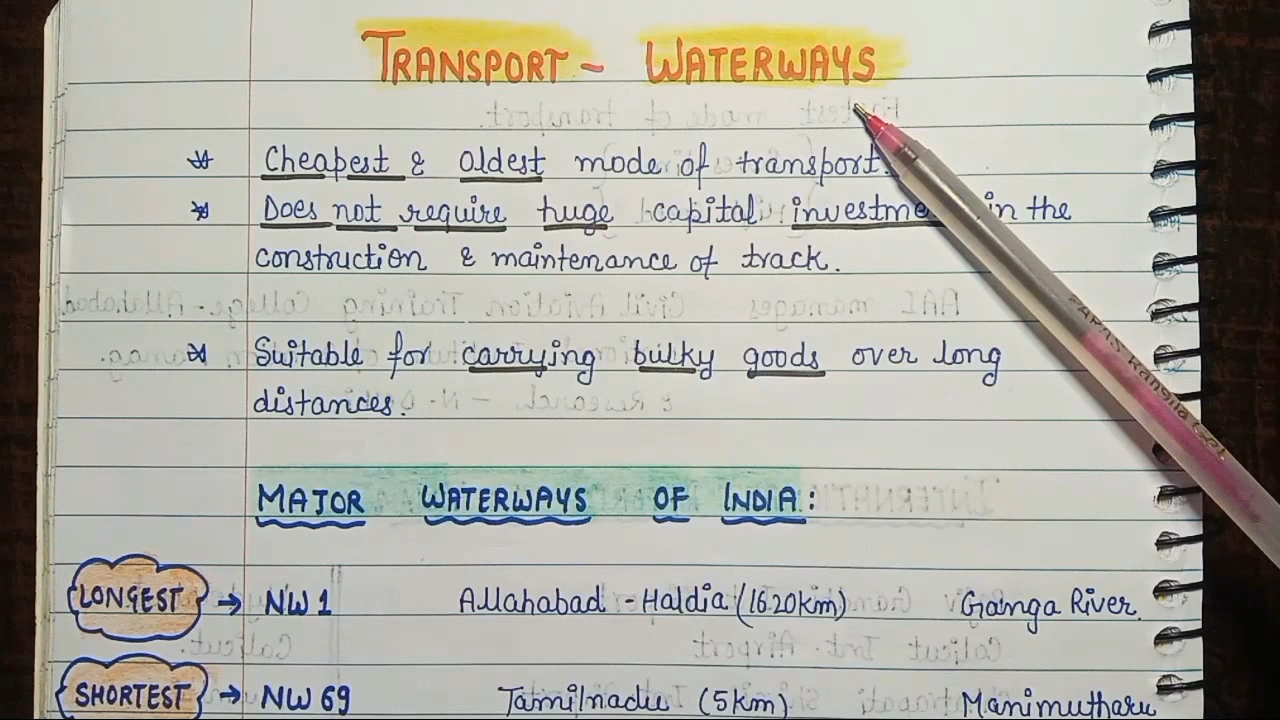 TRANSPORT - WATERWAYS
Cheapest & oldest mode of transport.
Does not require huge capital investment in the
construction & maintenance of track.
Suitable for carrying bulky goods over long
distances.
MAJOR WATERWAYS OF INDIA:
LONGEST → NW 1 Allahabad - Haldia (1620km) Ganga River.
SHORTEST → NW 69 Tamilnadu (5km) Manimutharu